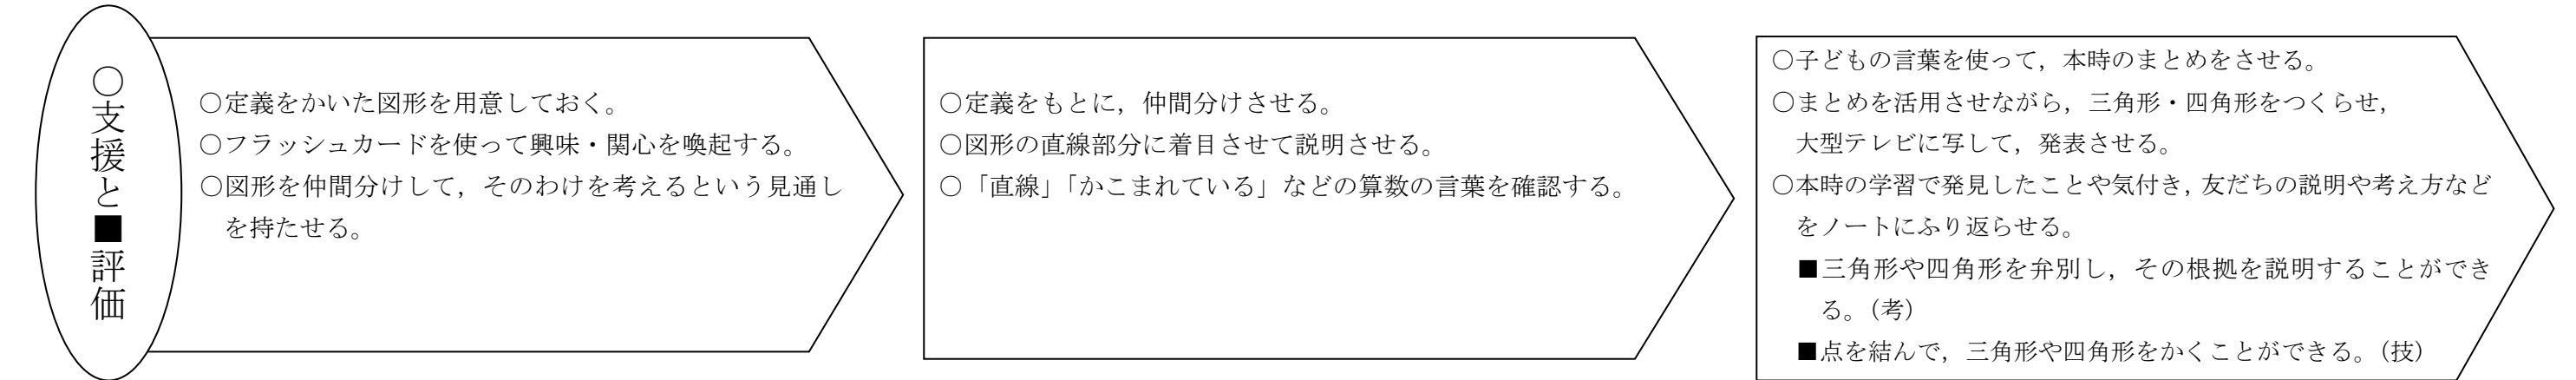 ○支援と■評価
○定義をかいた図形を用意しておく。
○フラッシュカードを使って興味・関心を喚起する。
○図形を仲間分けして，そのわけを考えるという見通し
を持たせる。
○定義をもとに，仲間分けさせる。
○図形の直線部分に着目させて説明させる。
○「直線」「かこまれている」などの算数の言葉を確認する。
○子どもの言葉を使って，本時のまとめをさせる。
○まとめを活用させながら，三角形・四角形をつくらせ，
大型テレビに写して，発表させる。
○本時の学習で発見したことや気付き，友だちの説明や考え方など
をノートにふり返らせる。
■三角形や四角形を弁別し，その根拠を説明することができ
る。（考）
■点を結んで，三角形や四角形をかくことができる。（技）